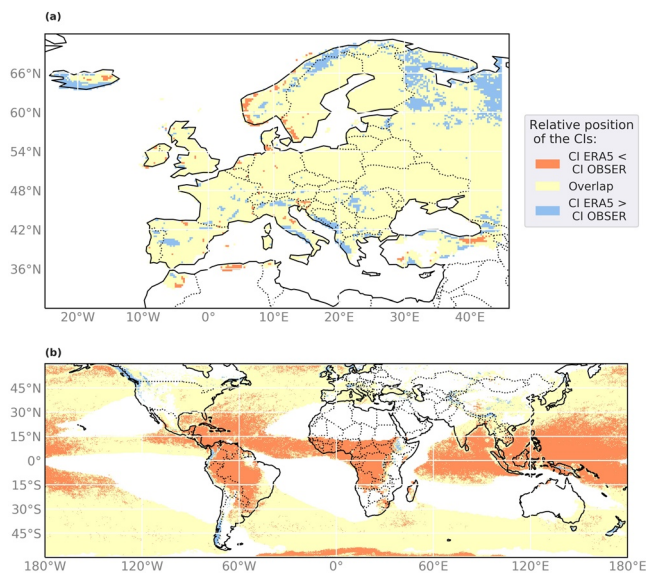 (a)
66°N
60°N
54°N
48°N
42°N
36°N
20°W 10°W 0° 10°E 20°E 30°E 40°E
Relative position
of the CIs:
CI ERA5 <
CI OBSER
Overlap
CI ERA5 >
CI OBSER
(b)
45°N
30°N
15°N
0°
15°S
30°S
45°S
180°W 120°W 60°W 0° 60°E 120°E 180°E